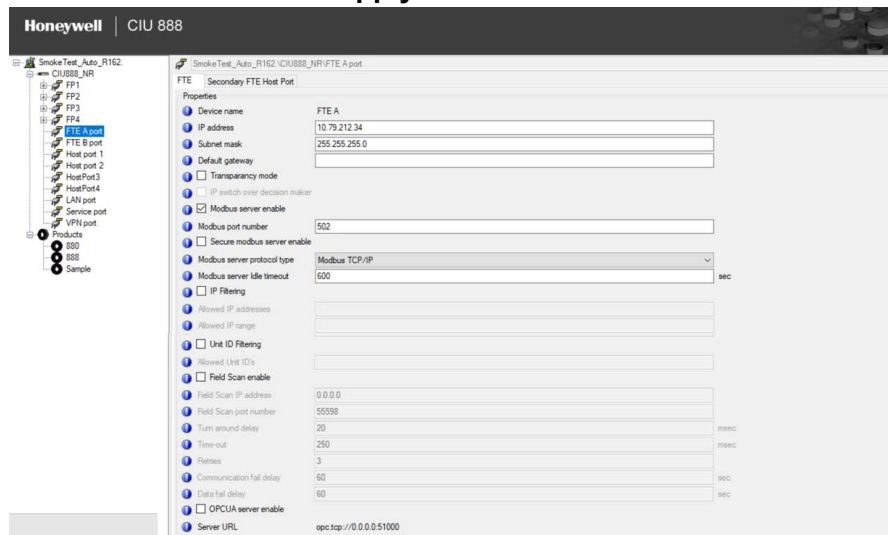 Honeywell | CIU 888
SmokeTest_Auto_R162.
CIU888_NR
FP1
FP2
FP3
FP4
FTE A port
FTE B port
Host port 1
Host port 2
HostPort3
HostPort4
LAN port
Service port
VPN port
Products
880
888
Sample
SmokeTest_Auto_R162.\CIU888_NR\FTE A port
FTE Secondary FTE Host Port
Properties
Device name FTE A
IP address 10.79.212.34
Subnet mask 255.255.255.0
Default gateway
Transparancy mode
IP switch over decision maker
Modbus server enable
Modbus port number 502
Secure modbus server enable
Modbus server protocol type Modbus TCP/IP
Modbus server Idle timeout 600 sec
IP Filtering
Allowed IP addresses
Allowed IP range
Unit ID Filtering
Allowed Unit ID's
Field Scan enable
Field Scan IP address 0.0.0.0
Field Scan port number 55598
Turn around delay 20 msec
Time-out 250 msec
Retries 3
Communication fail delay 60 sec
Data fail delay 60 sec
OPCUA server enable
Server URL opc.tcp://0.0.0.0:51000